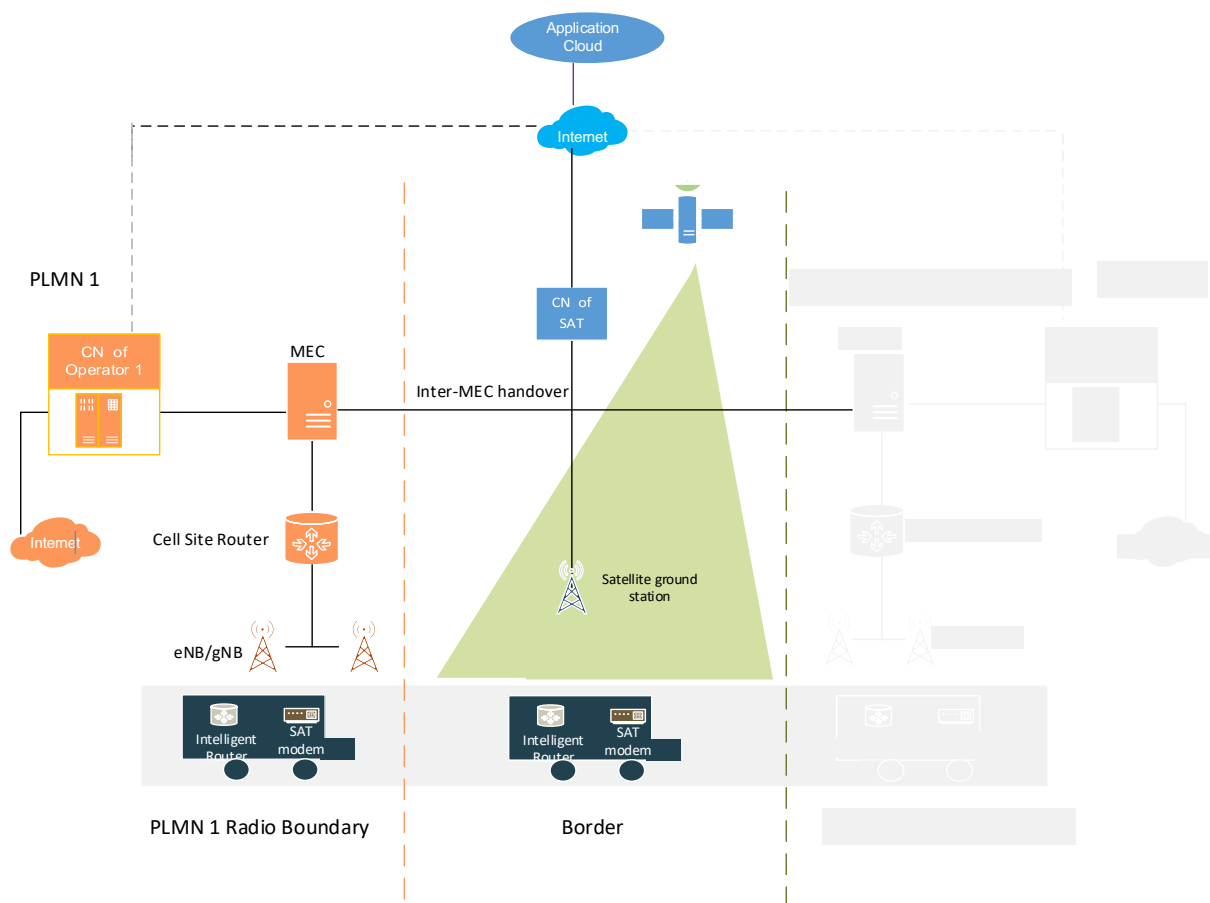 Application
Cloud
Internet
PLMN 1
CN of
SAT
CN of
Operator 1
MEC
Inter-MEC handover
Internet
Cell Site Router
Satellite ground
station
eNB/gNB
Intelligent
Router
SAT
modem
Intelligent
Router
SAT
modem
PLMN 1 Radio Boundary
Border